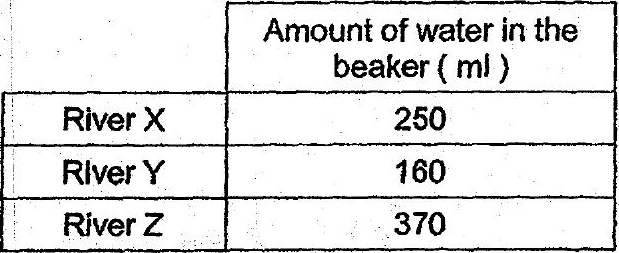 Amount of water in the
beaker ( ml )
River X 250
River Y 160
River Z 370